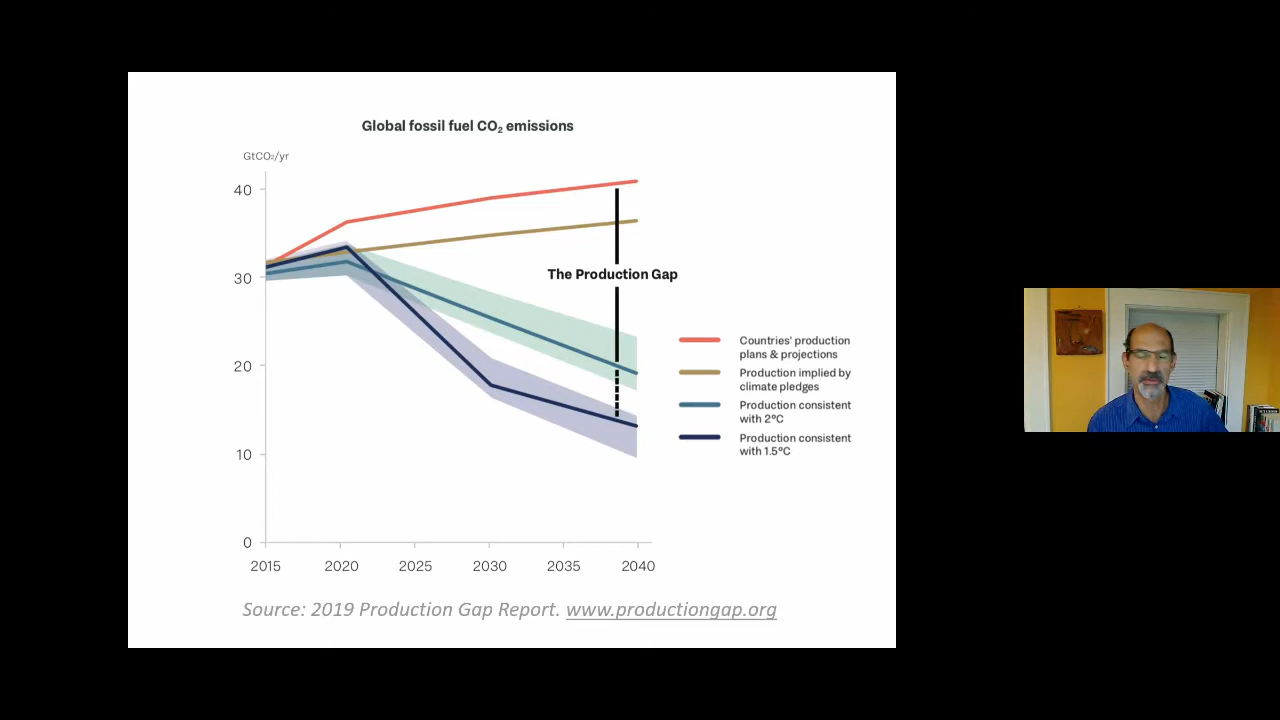 Global fossil fuel CO₂ emissions
GtCO₂/yr
40
30
20
10
0
2015 2020 2025 2030 2035 2040
The Production Gap
Countries' production
plans & projections
Production implied by
climate pledges
Production consistent
with 2°C
Production consistent
with 1.5°C
Source: 2019 Production Gap Report. www.productiongap.org